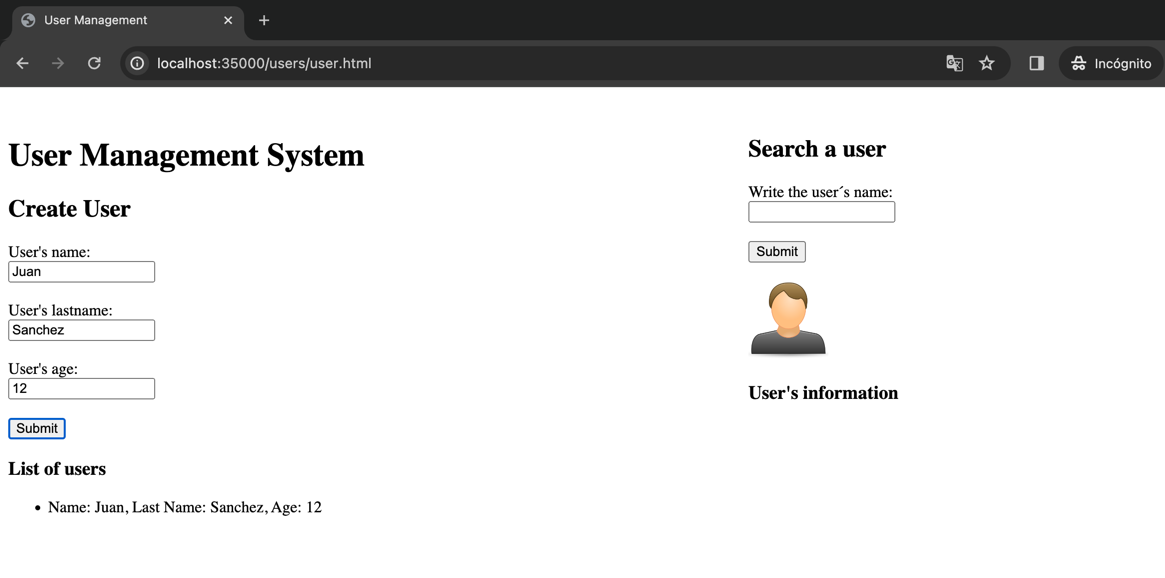 User Management
localhost:35000/users/user.html
Incógnito
User Management System
Create User
User's name:
Juan
User's lastname:
Sanchez
User's age:
12
Submit
List of users
Name: Juan, Last Name: Sanchez, Age: 12
Search a user
Write the user´s name:
Submit
User's information